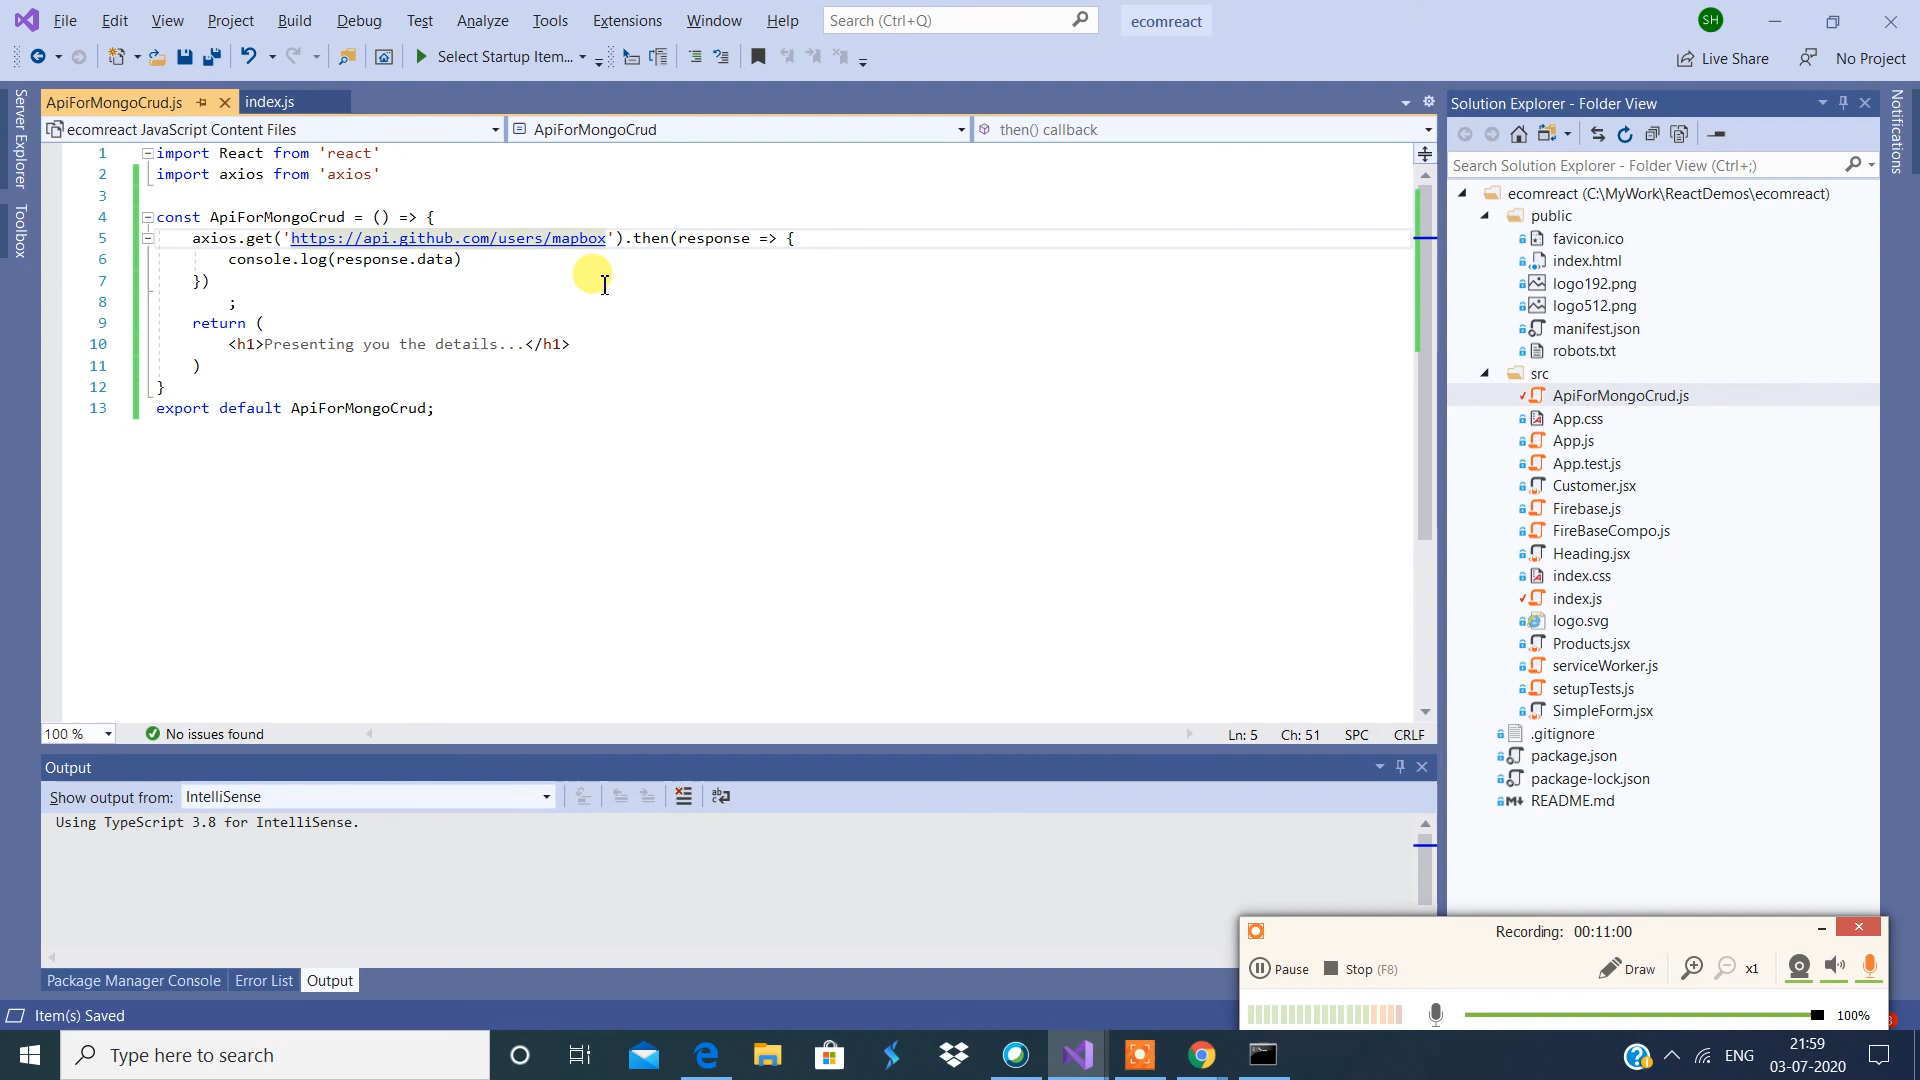 File Edit View Project Build Debug Test Analyze Tools Extensions Window Help Search (Ctrl+Q) ecomreact SH
Select Startup Item... Live Share No Project
Server Explorer
Toolbox
ApiForMongoCrud.js index.js
ecomreact JavaScript Content Files ApiForMongoCrud then() callback
1 import React from 'react'
2 import axios from 'axios'
3
4 const ApiForMongoCrud = () => {
5 axios.get('https://api.github.com/users/mapbox').then(response => {
6 console.log(response.data)
7 })
8 ;
9 return (
10 <h1>Presenting you the details...</h1>
11 )
12 }
13 export default ApiForMongoCrud;
100 % No issues found Ln: 5 Ch: 51 SPC CRLF
Output
Show output from: IntelliSense
Using TypeScript 3.8 for IntelliSense.
Package Manager Console Error List Output
Item(s) Saved
Solution Explorer - Folder View
Search Solution Explorer - Folder View (Ctrl+;)
ecomreact (C:\MyWork\ReactDemos\ecomreact)
public
favicon.ico
index.html
logo192.png
logo512.png
manifest.json
robots.txt
src
ApiForMongoCrud.js
App.css
App.js
App.test.js
Customer.jsx
Firebase.js
FireBaseCompo.js
Heading.jsx
index.css
index.js
logo.svg
Products.jsx
serviceWorker.js
setupTests.js
SimpleForm.jsx
.gitignore
package.json
package-lock.json
README.md
Notifications
Recording: 00:11:00
Pause Stop (F8) Draw x1
100%
Type here to search
ENG
21:59
03-07-2020